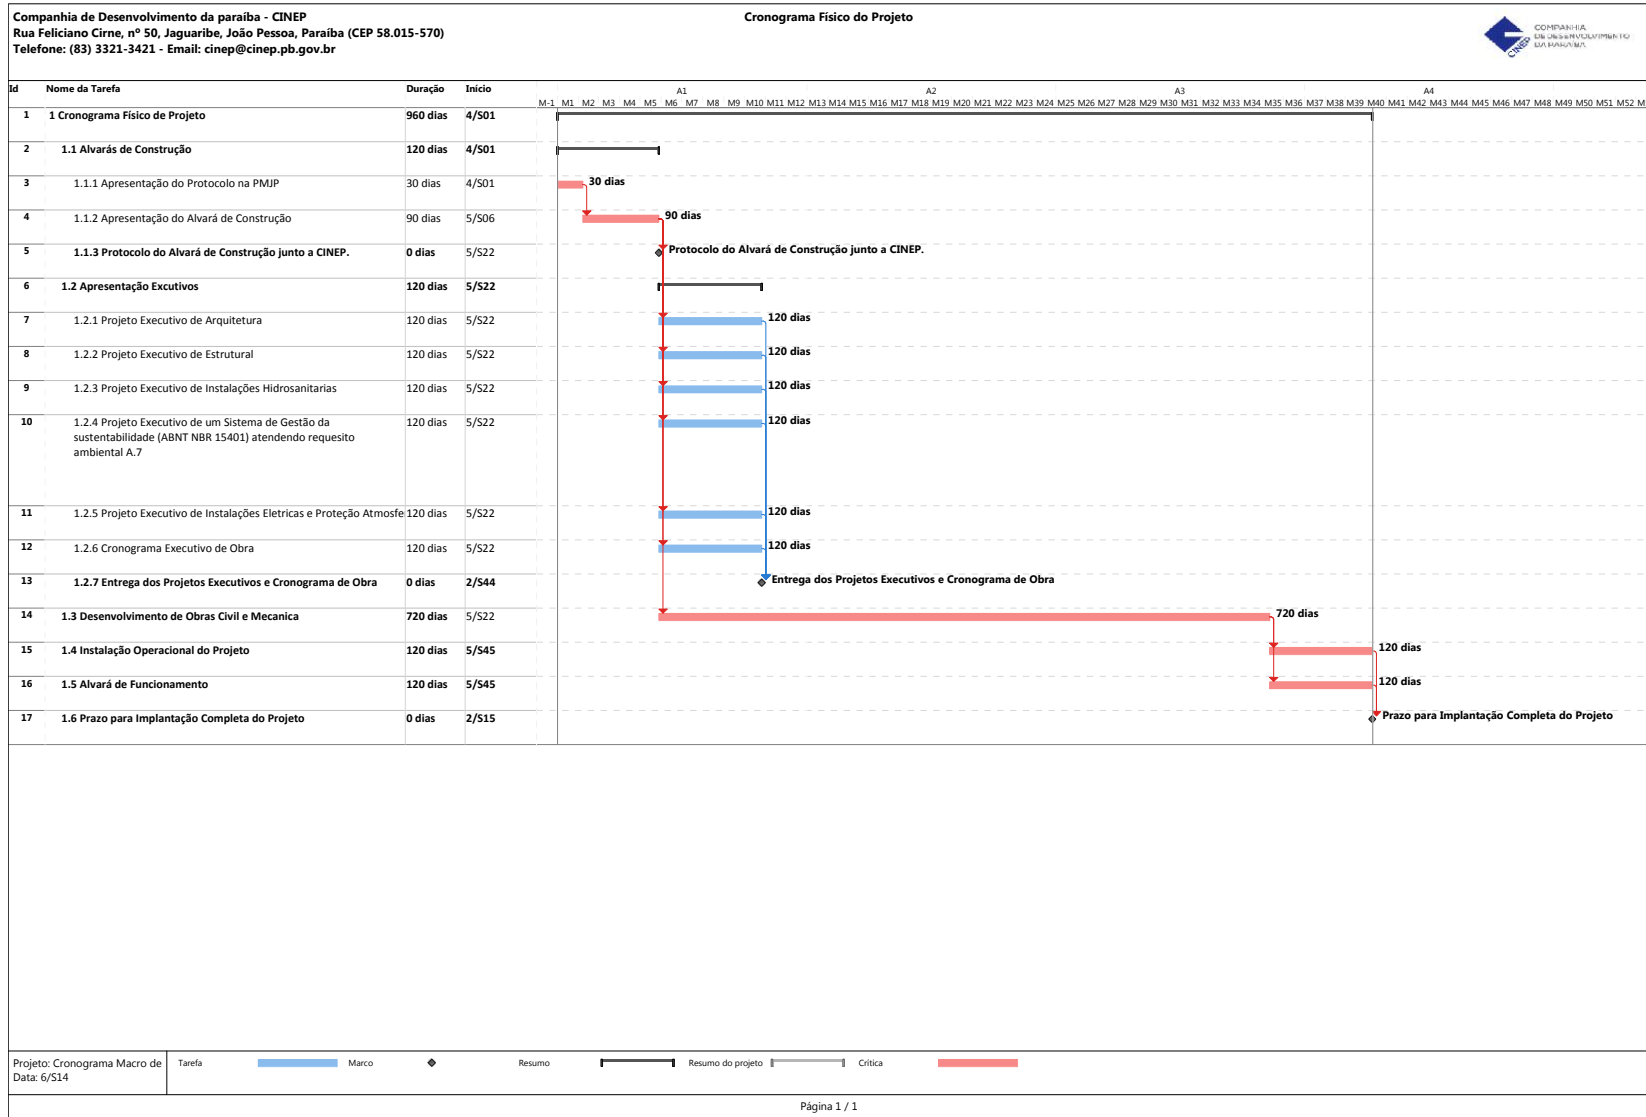 Companhia de Desenvolvimento da paraíba - CINEP
Rua Feliciano Cirne, nº 50, Jaguaribe, João Pessoa, Paraíba (CEP 58.015-570)
Telefone: (83) 3321-3421 - Email: cinep@cinep.pb.gov.br
Cronograma Físico do Projeto
CINEP
COMPANHIA
DE DESENVOLVIMENTO
DA PARAÍBA
Id Nome da Tarefa Duração Início
A1 A2 A3 A4
M-1 M1 M2 M3 M4 M5 M6 M7 M8 M9 M10 M11 M12 M13 M14 M15 M16 M17 M18 M19 M20 M21 M22 M23 M24 M25 M26 M27 M28 M29 M30 M31 M32 M33 M34 M35 M36 M37 M38 M39 M40 M41 M42 M43 M44 M45 M46 M47 M48 M49 M50 M51 M52
1 1 Cronograma Físico de Projeto 960 dias 4/S01
2 1.1 Alvarás de Construção 120 dias 4/S01
3 1.1.1 Apresentação do Protocolo na PMJP 30 dias 4/S01 30 dias
4 1.1.2 Apresentação do Alvará de Construção 90 dias 5/S06 90 dias
5 1.1.3 Protocolo do Alvará de Construção junto a CINEP. 0 dias 5/S22 Protocolo do Alvará de Construção junto a CINEP.
6 1.2 Apresentação Excutivos 120 dias 5/S22
7 1.2.1 Projeto Executivo de Arquitetura 120 dias 5/S22 120 dias
8 1.2.2 Projeto Executivo de Estrutural 120 dias 5/S22 120 dias
9 1.2.3 Projeto Executivo de Instalações Hidrosanitarias 120 dias 5/S22 120 dias
10 1.2.4 Projeto Executivo de um Sistema de Gestão da 120 dias 5/S22 120 dias
sustentabilidade (ABNT NBR 15401) atendendo requesito
ambiental A.7
11 1.2.5 Projeto Executivo de Instalações Eletricas e Proteção Atmosfe 120 dias 5/S22 120 dias
12 1.2.6 Cronograma Executivo de Obra 120 dias 5/S22 120 dias
13 1.2.7 Entrega dos Projetos Executivos e Cronograma de Obra 0 dias 2/S44 Entrega dos Projetos Executivos e Cronograma de Obra
14 1.3 Desenvolvimento de Obras Civil e Mecanica 720 dias 5/S22 720 dias
15 1.4 Instalação Operacional do Projeto 120 dias 5/S45 120 dias
16 1.5 Alvará de Funcionamento 120 dias 5/S45 120 dias
17 1.6 Prazo para Implantação Completa do Projeto 0 dias 2/S15 Prazo para Implantação Completa do Projeto
Projeto: Cronograma Macro de
Data: 6/S14
Tarefa Marco Resumo Resumo do projeto Crítica
Página 1 / 1